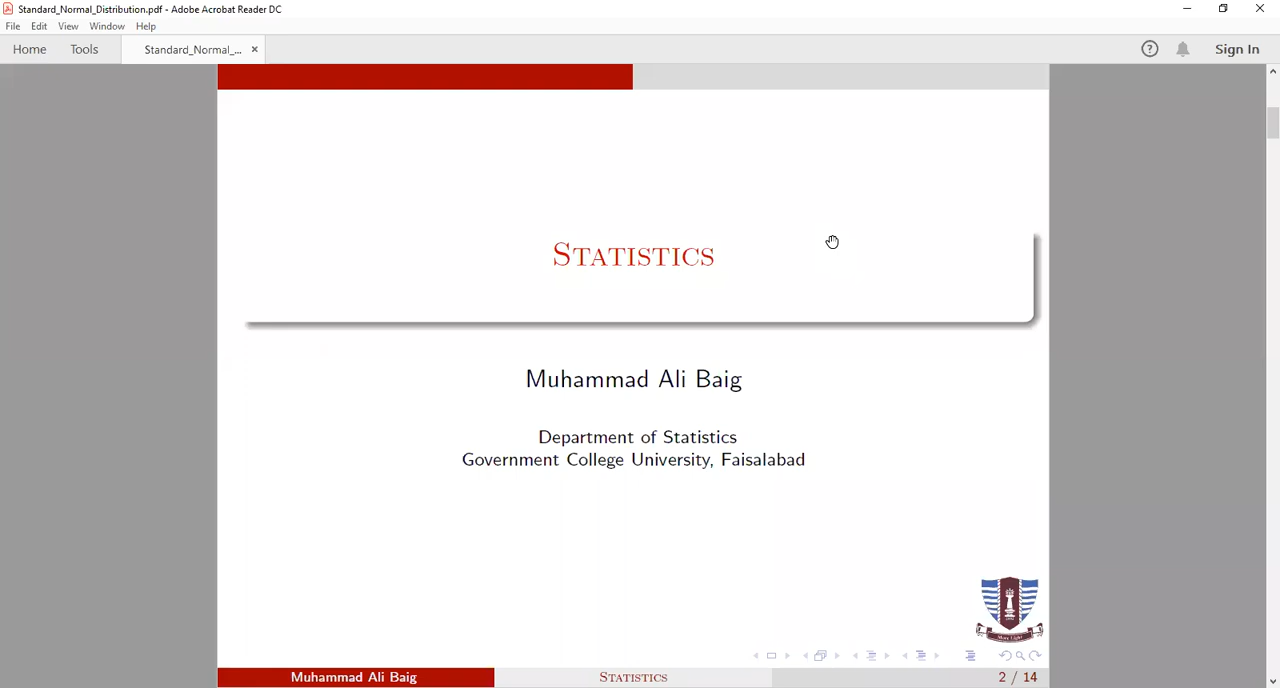 Standard_Normal_Distribution.pdf - Adobe Acrobat Reader DC
File Edit View Window Help
Home Tools Standard_Normal_... × Sign In
STATISTICS
Muhammad Ali Baig
Department of Statistics
Government College University, Faisalabad
Muhammad Ali Baig STATISTICS 2 / 14